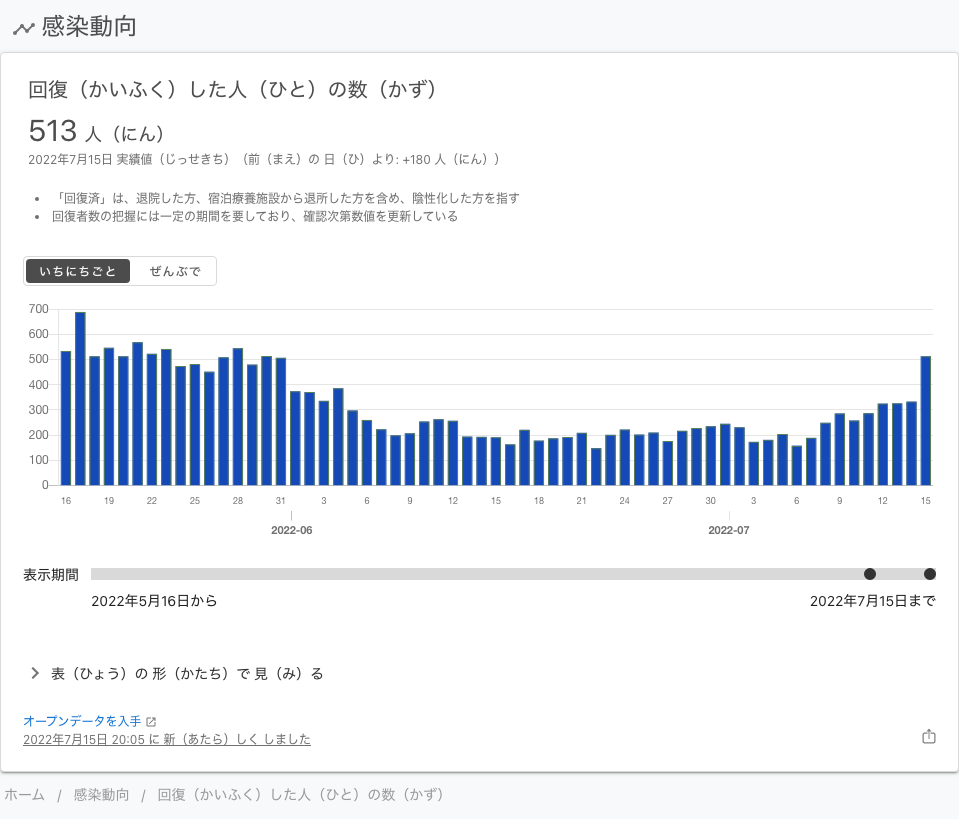 感染動向
回復（かいふく）した人（ひと）の数（かず）
513 人（にん）
2022年7月15日 実績値（じっせきち）（前（まえ）の 日（ひ）より: +180 人（にん））
• 「回復済」は、退院した方、宿泊療養施設から退所した方を含め、陰性化した方を指す
• 回復者数の把握には一定の期間を要しており、確認次第数値を更新している
いちにちごと ぜんぶで
700
600
500
400
300
200
100
0
16 19 22 25 28 31 3 6 9 12 15 18 21 24 27 30 3 6 9 12 15
2022-06 2022-07
表示期間
2022年5月16日から 2022年7月15日まで
表（ひょう）の 形（かたち）で 見（み）る
オープンデータを入手
2022年7月15日 20:05 に 新（あたら）しく しました
ホーム / 感染動向 / 回復（かいふく）した人（ひと）の数（かず）